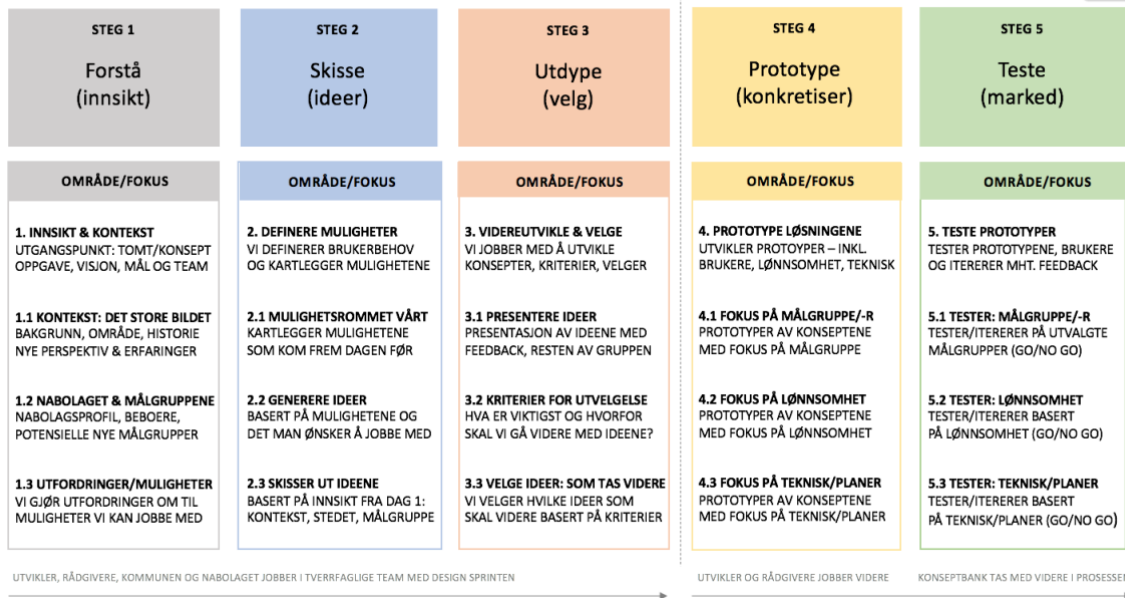 STEG 1
Forstå
(innsikt)
STEG 2
Skisse
(ideer)
STEG 3
Utdype
(velg)
STEG 4
Prototype
(konkretiser)
STEG 5
Teste
(marked)
OMRÅDE/FOKUS
1. INNSIKT & KONTEKST
UTGANGSPUNKT: TOMT/KONSEPT
OPPGAVE, VISJON, MÅL OG TEAM
1.1 KONTEKST: DET STORE BILDET
BAKGRUNN, OMRÅDE, HISTORIE
NYE PERSPEKTIV & ERFARINGER
1.2 NABOLAGET & MÅLGRUPPENE
NABOLAGSPROFIL, BEBOERE,
POTENSIELLE NYE MÅLGRUPER
1.3 UTFORDRINGER/MULIGHETER
VI GJØR UTFORDRINGER OM TIL
MULIGHETER VI KAN JOBBE MED
OMRÅDE/FOKUS
2. DEFINERE MULIGHETER
VI DEFINERER BRUKERBEHOV
OG KARTLEGGER MULIGHETENE
2.1 MULIGHETSROMMET VÅRT
KARTLEGGER MULIGHETENE
SOM KOM FREM DAGEN FØR
2.2 GENERERE IDEER
BASERT PÅ MULIGHETENE OG
DET MAN ØNSKER Å JOBBE MED
2.3 SKISSER UT IDEENE
BASERT PÅ INNSIKT FRA DAG 1:
KONTEKST, STEDET, MÅLGRUPPE
OMRÅDE/FOKUS
3. VIDEREUTVIKLE & VELGE
VI JOBBER MED Å UTVIKLE
KONSEPTER, KRITERIER, VELGER
3.1 PRESENTERE IDEER
PRESENTASJON AV IDEENE MED
FEEDBACK, RESTEN AV GRUPPEN
3.2 KRITERIER FOR UTVELGELSE
HVA ER VIKTIGST OG HVORFOR
SKAL VI GÅ VIDERE MED IDEENE?
3.3 VELGE IDEER: SOM TAS VIDERE
VI VELGER HVILKE IDEER SOM
SKAL VIDERE BASERT PÅ KRITERIER
OMRÅDE/FOKUS
4. PROTOTYPE LØSNINGENE
UTVIKLER PROTOYPER – INKL.
BRUKERE, LØNNSOMHET, TEKNISK
4.1 FOKUS PÅ MÅLGRUPPE/-R
PROTOTYPER AV KONSEPTENE
MED FOKUS PÅ MÅLGRUPPE
4.2 FOKUS PÅ LØNNSOMHET
PROTOTYPER AV KONSEPTENE
MED FOKUS PÅ LØNNSOMHET
4.3 FOKUS PÅ TEKNISK/PLANER
PROTOTYPER AV KONSEPTENE
MED FOKUS PÅ TEKNISK/PLANER
OMRÅDE/FOKUS
5. TESTE PROTOTYPER
TESTER PROTOTYPENE, BRUKERE
OG ITERERER MHT. FEEDBACK
5.1 TESTER: MÅLGRUPPE/-R
TESTER/ITERERER PÅ UTVALGTE
MÅLGRUPPER (GO/NO GO)
5.2 TESTER: LØNNSOMHET
TESTER/ITERERER BASERT
PÅ LØNNSOMHET (GO/NO GO)
5.3 TESTER: TEKNISK/PLANER
TESTER/ITERERER BASERT
PÅ TEKNISK/PLANER (GO/NO GO)
UTVIKLER, RÅDGIVERE, KOMMUNEN OG NABOLAGET JOBBER I TVERRFAGLIGE TEAM MED DESIGN SPRINTEN
UTVIKLER OG RÅDGIVERE JOBBER VIDERE
KONSEPTBANK TAS MED VIDERE I PROSESSEN